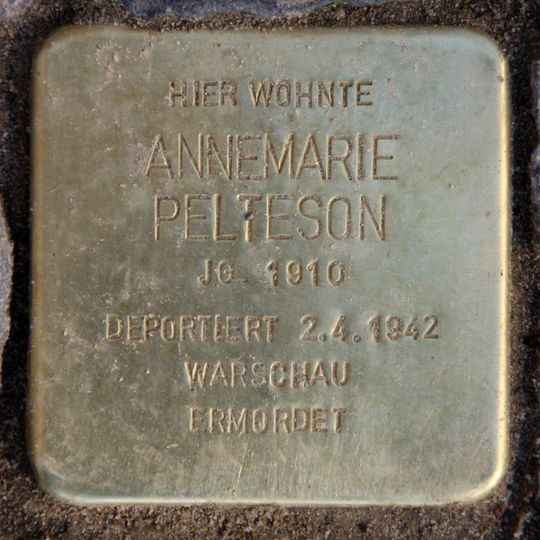 HIER WOHNTE
ANNEMARIE
PELTESON
JG. 1910
DEPORTIERT 2.4.1942
WARSCHAU
ERMORDET